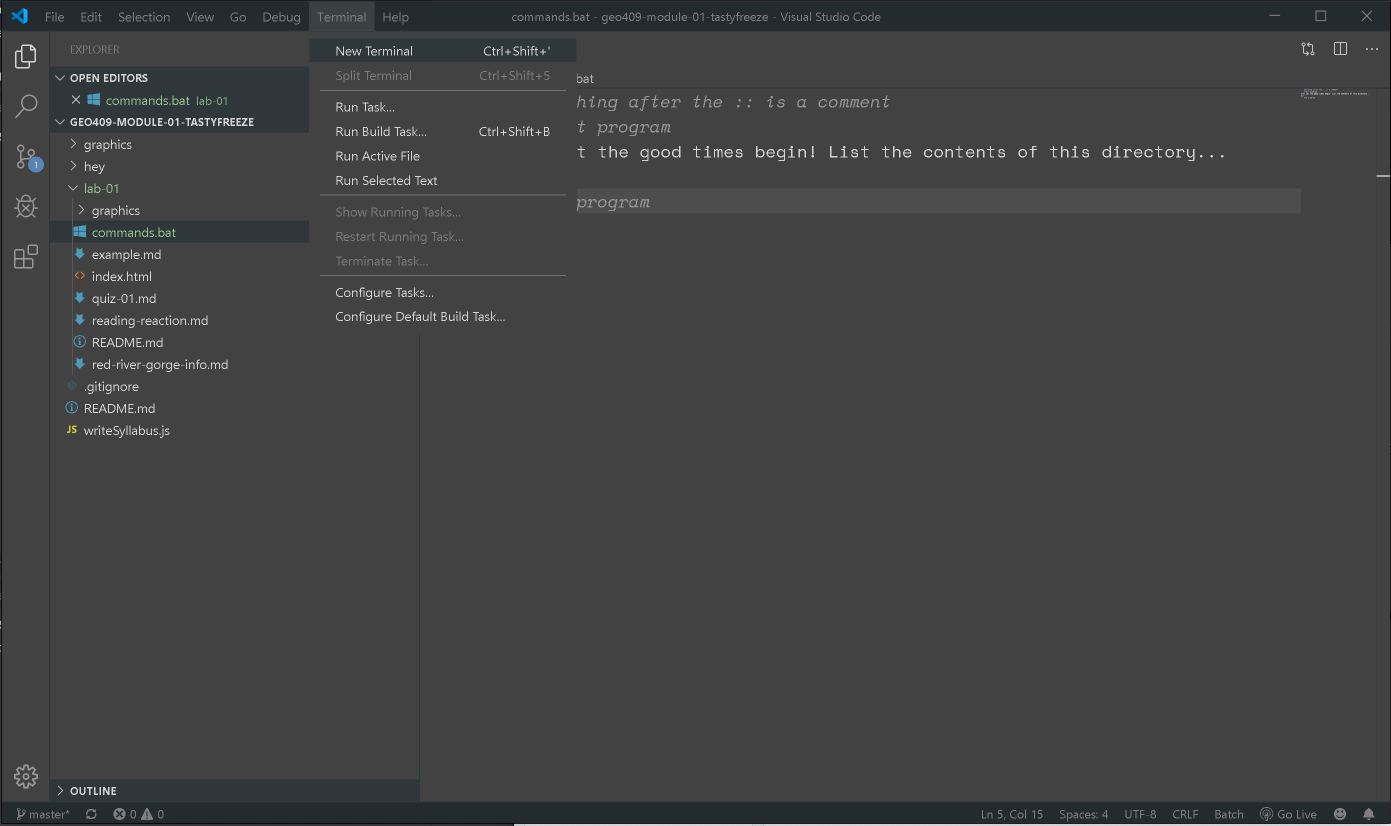 File Edit Selection View Go Debug Terminal Help
commands.bat - geo409-module-01-tastyfreeze - Visual Studio Code
EXPLORER
OPEN EDITORS
commands.bat lab-01
GEO409-MODULE-01-TASTYFREEZE
graphics
hey
lab-01
graphics
commands.bat
example.md
index.html
quiz-01.md
reading-reaction.md
README.md
red-river-gorge-info.md
.gitignore
README.md
JS writeSyllabus.js
OUTLINE
New Terminal Ctrl+Shift+'
Split Terminal Ctrl+Shift+5
Run Task...
Run Build Task... Ctrl+Shift+B
Run Active File
Run Selected Text
Show Running Tasks...
Restart Running Task...
Terminate Task...
Configure Tasks...
Configure Default Build Task...
bat
hing after the :: is a comment
t program
t the good times begin! List the contents of this directory...
program
1
master* 0 0
Ln 5, Col 15 Spaces: 4 UTF-8 CRLF Batch Go Live